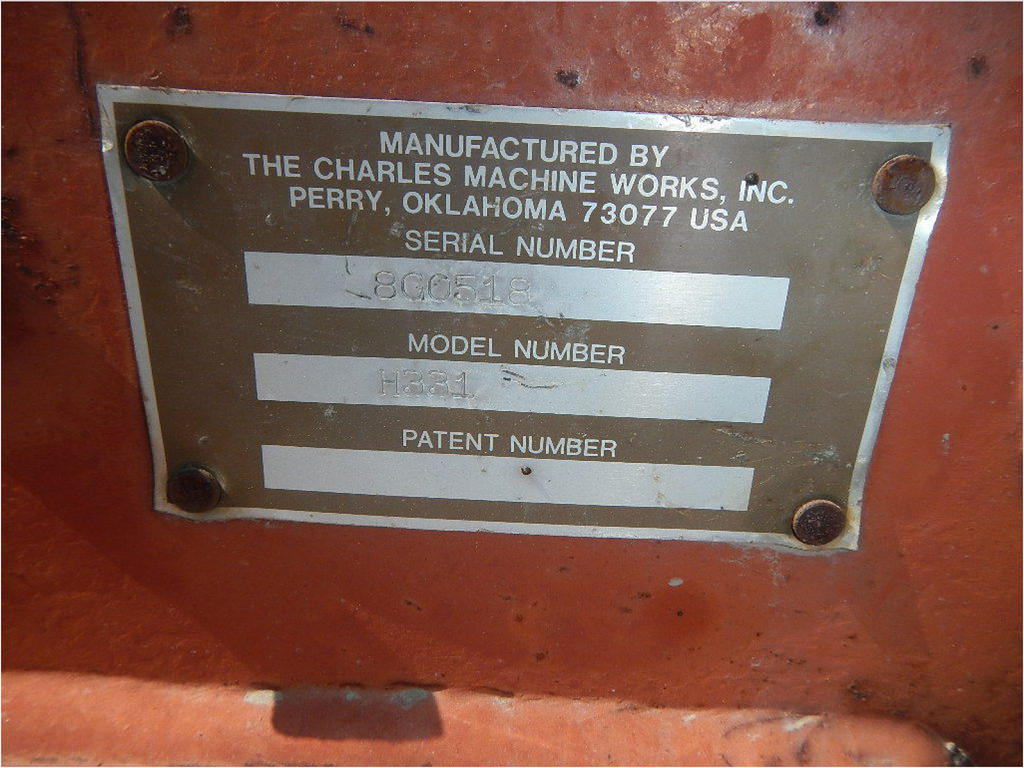 MANUFACTURED BY
THE CHARLES MACHINE WORKS, INC.
PERRY, OKLAHOMA 73077 USA
SERIAL NUMBER
8G0518
MODEL NUMBER
H331
PATENT NUMBER